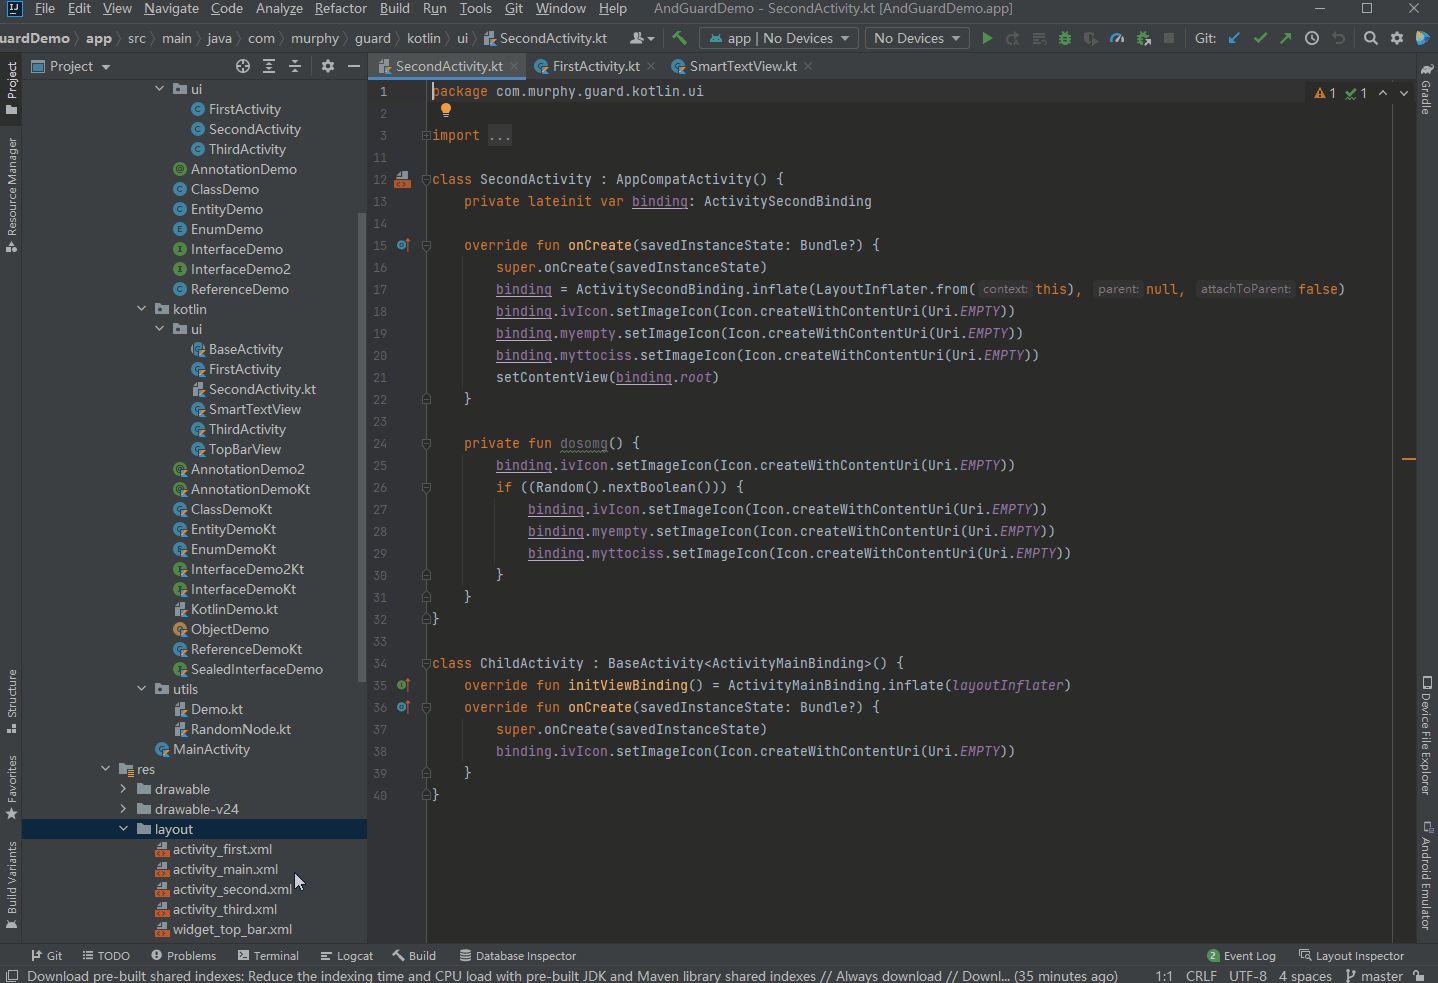 File Edit View Navigate Code Analyze Refactor Build Run Tools Git Window Help AndGuardDemo - SecondActivity.kt [AndGuardDemo.app]
uardDemo app src main java com murphy guard kotlin ui SecondActivity.kt app | No Devices No Devices Git:
Project
SecondActivity.kt FirstActivity.kt SmartTextView.kt
Project
Resource Manager
Structure
Favorites
Build Variants
ui
FirstActivity
SecondActivity
ThirdActivity
AnnotationDemo
ClassDemo
EntityDemo
EnumDemo
InterfaceDemo
InterfaceDemo2
ReferenceDemo
kotlin
ui
BaseActivity
FirstActivity
SecondActivity.kt
SmartTextView
ThirdActivity
TopBarView
AnnotationDemo2
AnnotationDemoKt
ClassDemoKt
EntityDemoKt
EnumDemoKt
InterfaceDemo2Kt
InterfaceDemoKt
KotlinDemo.kt
ObjectDemo
ReferenceDemoKt
SealedInterfaceDemo
utils
Demo.kt
RandomNode.kt
MainActivity
res
drawable
drawable-v24
layout
activity_first.xml
activity_main.xml
activity_second.xml
activity_third.xml
widget_top_bar.xml
1 package com.murphy.guard.kotlin.ui 1 1
2
3 import ...
11
12 class SecondActivity : AppCompatActivity() {
13 private lateinit var binding: ActivitySecondBinding
14
15 override fun onCreate(savedInstanceState: Bundle?) {
16 super.onCreate(savedInstanceState)
17 binding = ActivitySecondBinding.inflate(LayoutInflater.from( context: this), parent: null, attachToParent: false)
18 binding.ivIcon.setImageIcon(Icon.createWithContentUri(Uri.EMPTY))
19 binding.myempty.setImageIcon(Icon.createWithContentUri(Uri.EMPTY))
20 binding.myttociss.setImageIcon(Icon.createWithContentUri(Uri.EMPTY))
21 setContentView(binding.root)
22 }
23
24 private fun dosomg() {
25 binding.ivIcon.setImageIcon(Icon.createWithContentUri(Uri.EMPTY))
26 if ((Random().nextBoolean())) {
27 binding.ivIcon.setImageIcon(Icon.createWithContentUri(Uri.EMPTY))
28 binding.myempty.setImageIcon(Icon.createWithContentUri(Uri.EMPTY))
29 binding.myttociss.setImageIcon(Icon.createWithContentUri(Uri.EMPTY))
30 }
31 }
32 }
33
34 class ChildActivity : BaseActivity<ActivityMainBinding>() {
35 override fun initViewBinding() = ActivityMainBinding.inflate(layoutInflater)
36 override fun onCreate(savedInstanceState: Bundle?) {
37 super.onCreate(savedInstanceState)
38 binding.ivIcon.setImageIcon(Icon.createWithContentUri(Uri.EMPTY))
39 }
40 }
Gradle
Device File Explorer
Android Emulator
Git TODO Problems Terminal Logcat Build Database Inspector 2 Event Log Layout Inspector
Download pre-built shared indexes: Reduce the indexing time and CPU load with pre-built JDK and Maven library shared indexes // Always download // Downl... (35 minutes ago) 1:1 CRLF UTF-8 4 spaces master